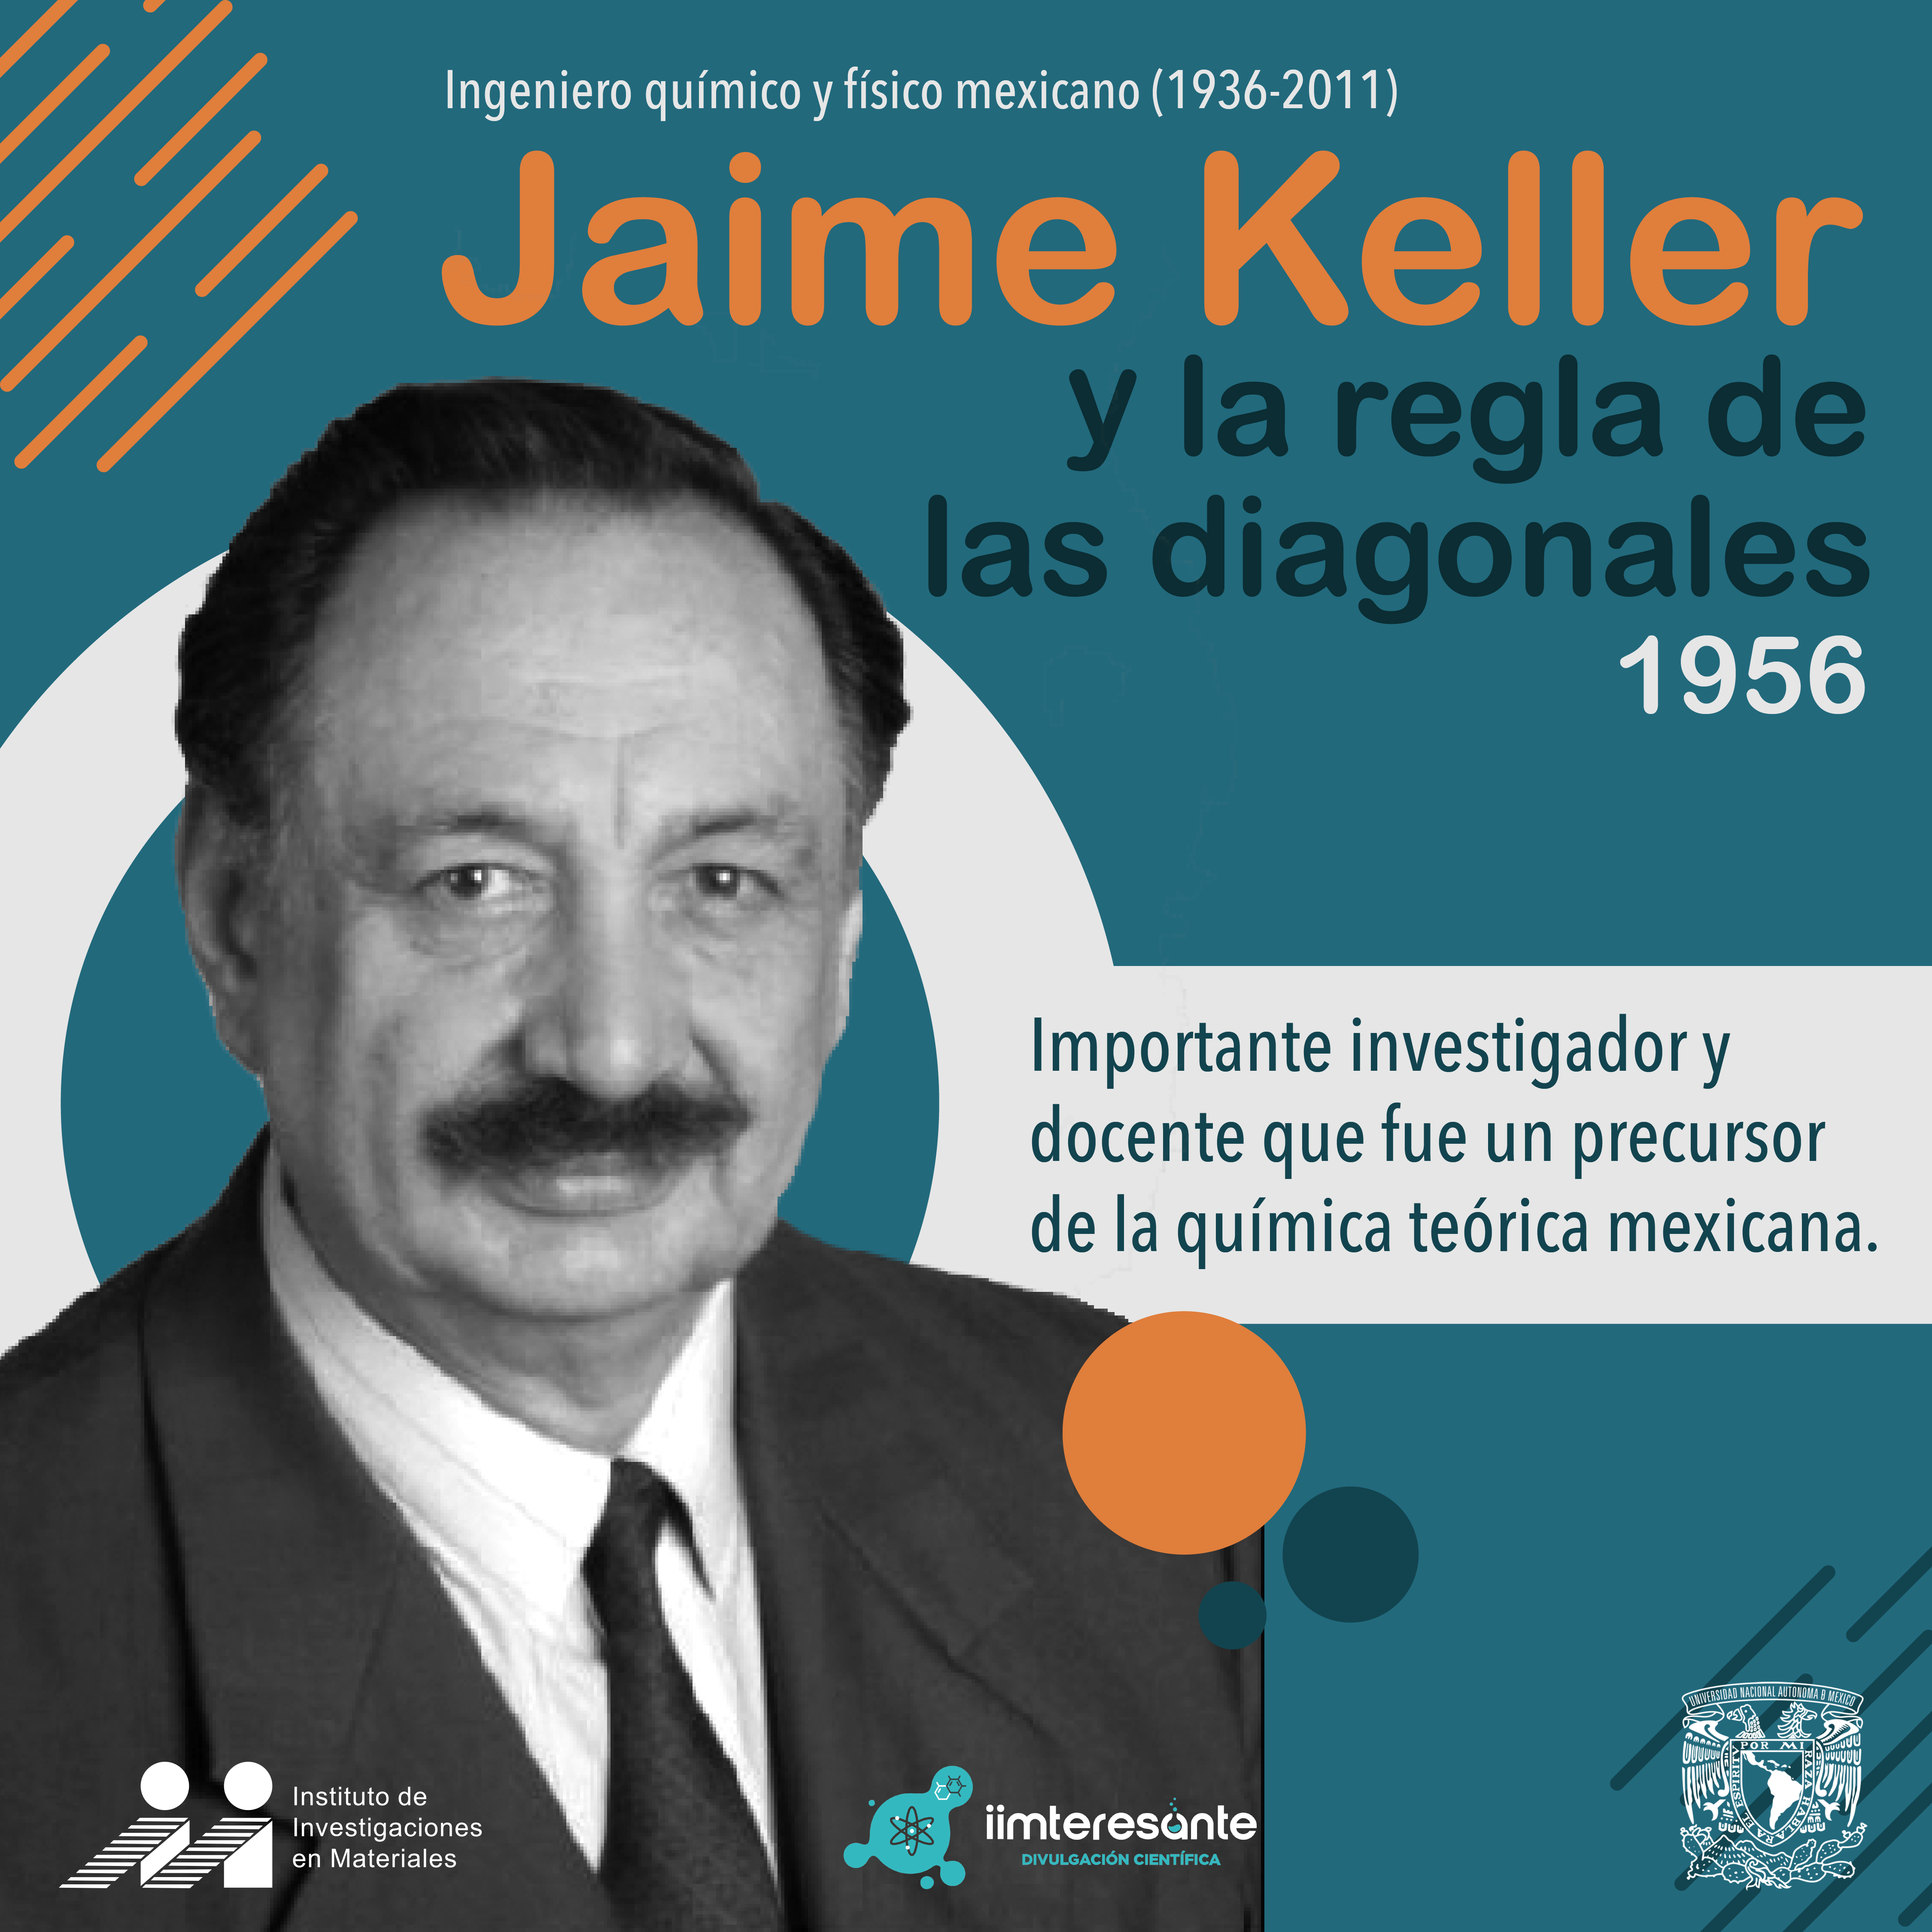 Ingeniero químico y físico mexicano (1936-2011)
Jaime Keller
y la regla de
las diagonales
1956
Importante investigador y
docente que fue un precursor
de la química teórica mexicana.
Instituto de
Investigaciones
en Materiales
iimteresante
DIVULGACIÓN CIENTÍFICA
UNIVERSIDAD NACIONAL AUTONOMA D MEXICO
POR MI RAZA HABLARA EL ESPIRITU